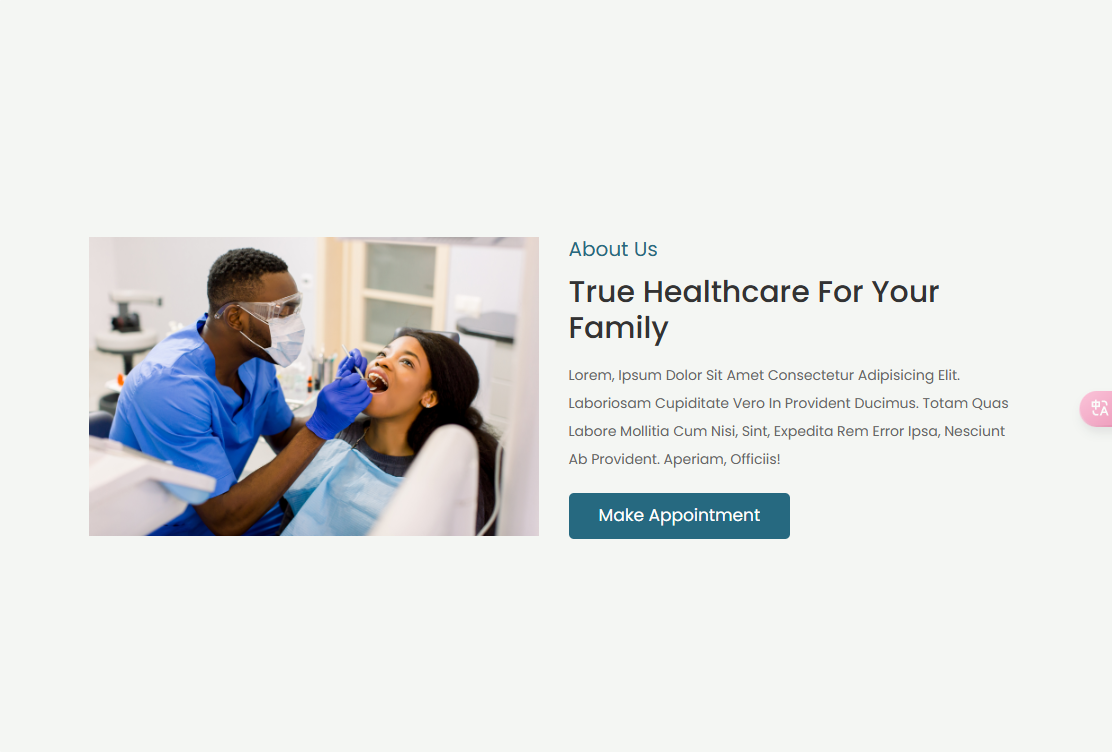 About Us
True Healthcare For Your
Family
Lorem, Ipsum Dolor Sit Amet Consectetur Adipisicing Elit.
Laboriosam Cupiditate Vero In Provident Ducimus. Totam Quas
Labore Mollitia Cum Nisi, Sint, Expedita Rem Error Ipsa, Nesciunt
Ab Provident. Aperiam, Officiis!
Make Appointment